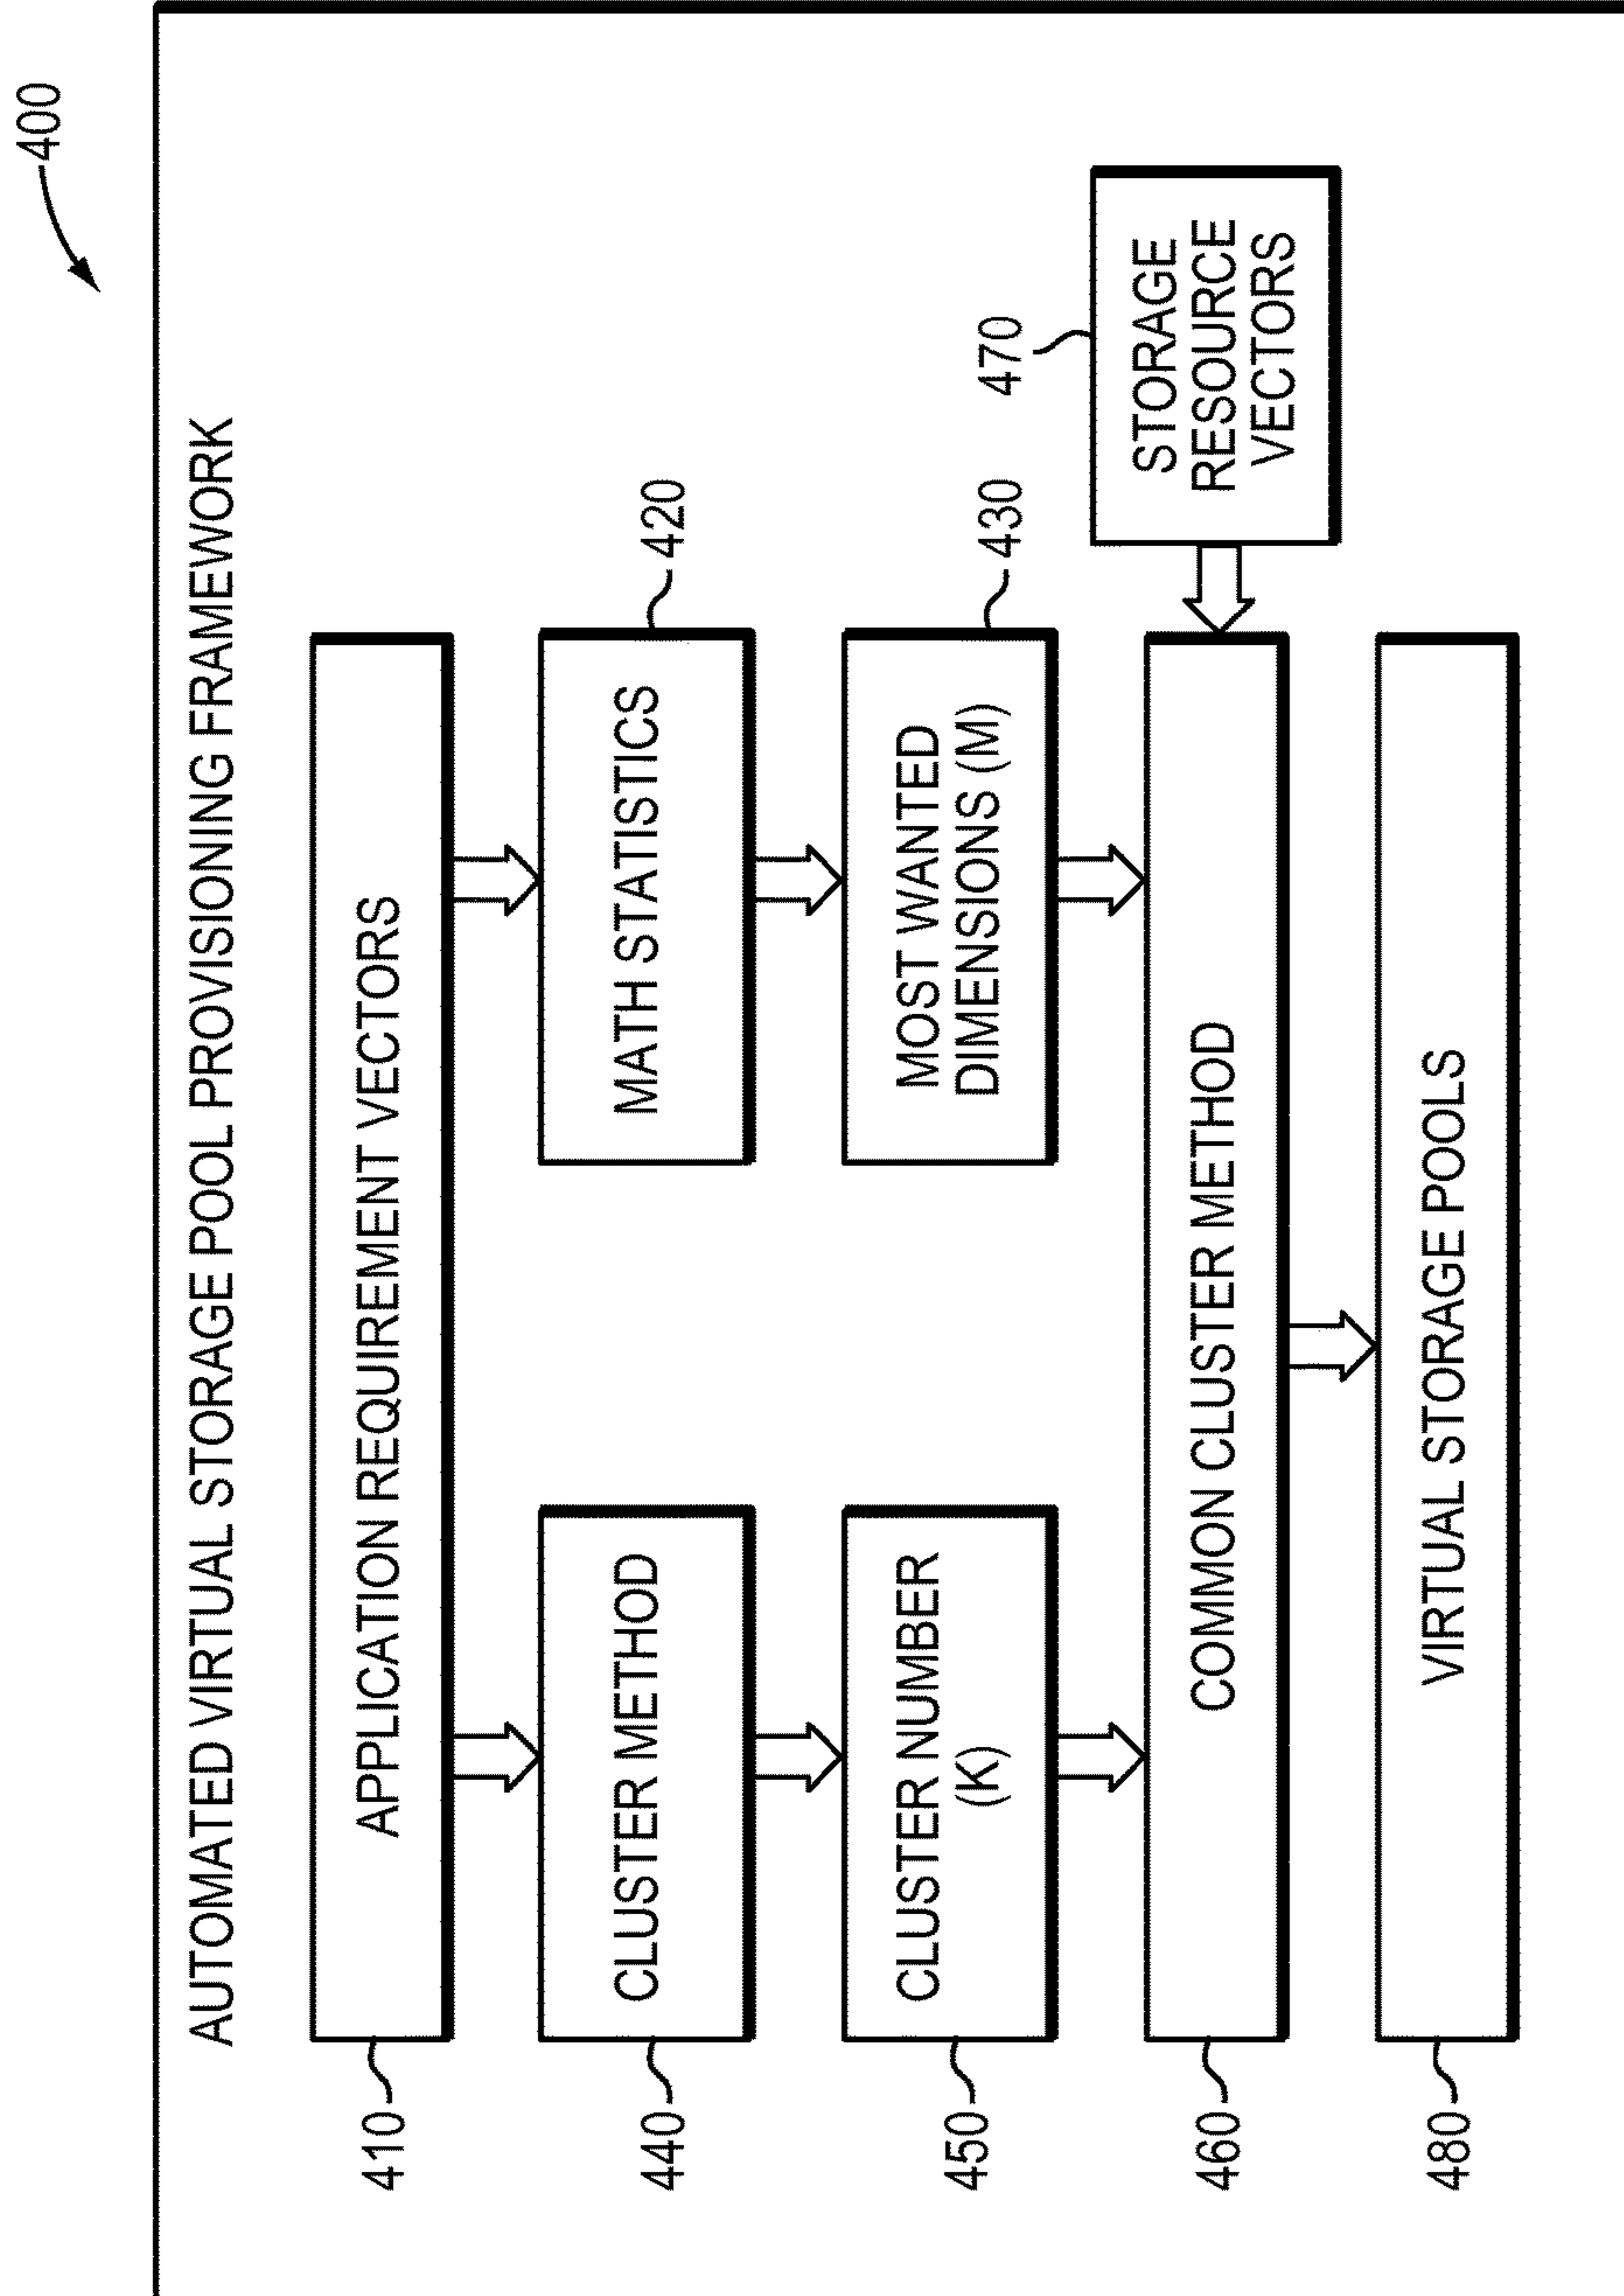 400
AUTOMATED VIRTUAL STORAGE POOL PROVISIONING FRAMEWORK
410
APPLICATION REQUIREMENT VECTORS
440
CLUSTER METHOD
MATH STATISTICS
420
450
CLUSTER NUMBER
(K)
MOST WANTED
DIMENSIONS (M)
430
460
COMMON CLUSTER METHOD
470
STORAGE
RESOURCE
VECTORS
480
VIRTUAL STORAGE POOLS